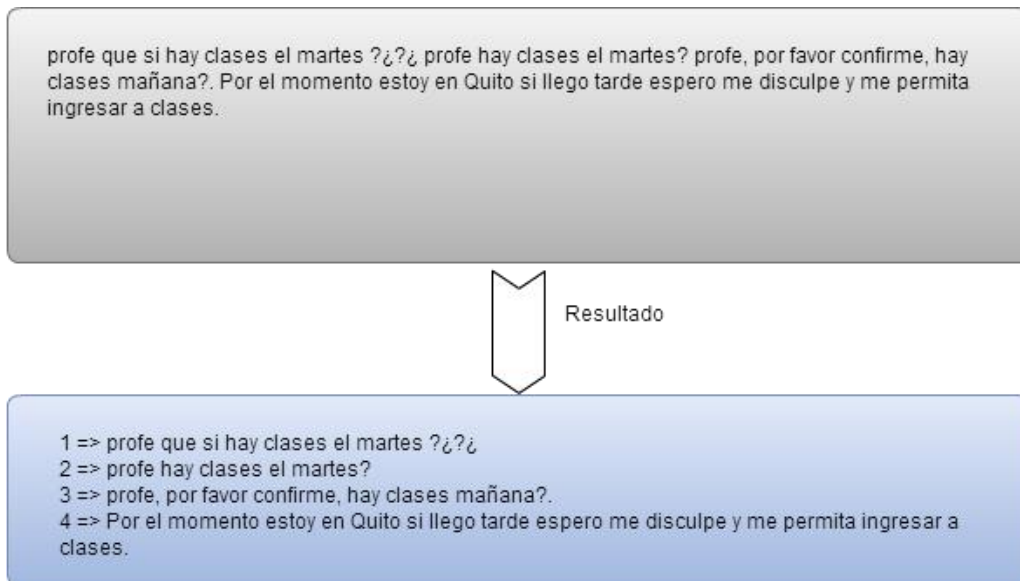 profe que si hay clases el martes ?¿?¿ profe hay clases el martes? profe, por favor confirme, hay
clases mañana?. Por el momento estoy en Quito si llego tarde espero me disculpe y me permita
ingresar a clases.
Resultado
1 => profe que si hay clases el martes ?¿?¿
2 => profe hay clases el martes?
3 => profe, por favor confirme, hay clases mañana?.
4 => Por el momento estoy en Quito si llego tarde espero me disculpe y me permita ingresar a
clases.